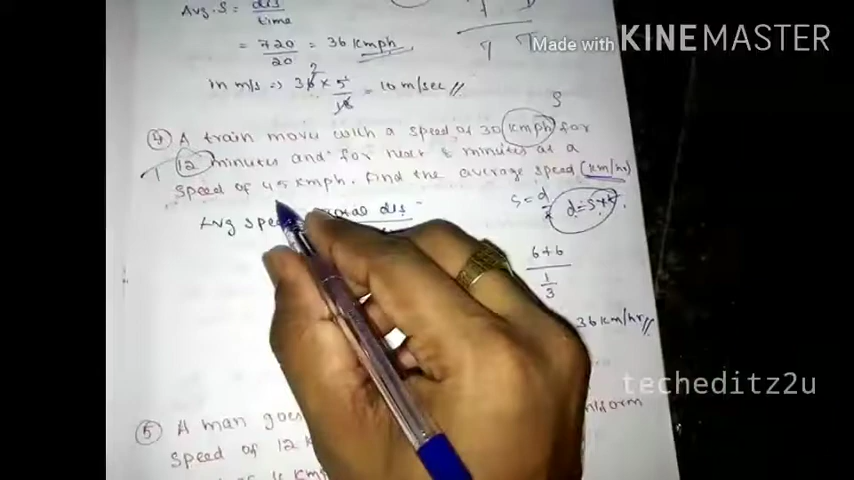 Avg. S = dis
time
= 720 = 36 kmph
20
Made with KINEMASTER
in m/s => 36 × 5 = 10 m/sec //
18
S
④ A train move with a speed of 30 kmph for
12 minutes and for next 8 minutes at a
speed of 45 kmph. Find the average speed (km/hr)
S = d
d = S × t
Avg speed total dis
6+6
1
3
36 km/hr //
techeditz2u
⑤ A man goes
speed of 12 k